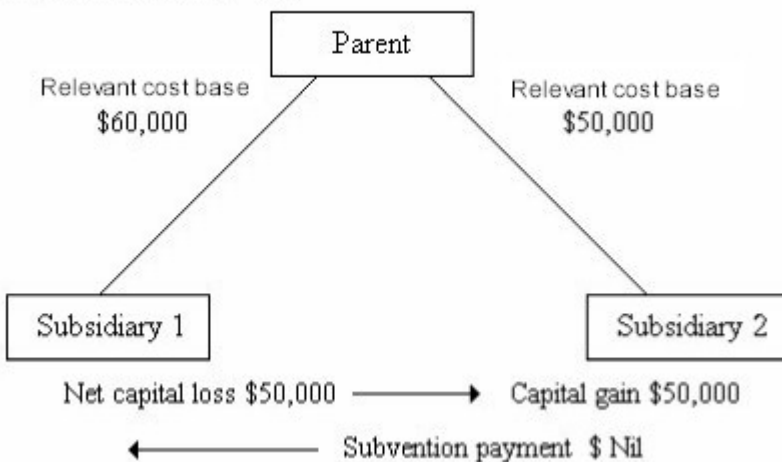 Parent
Relevant cost base
$60,000
Relevant cost base
$50,000
Subsidiary 1
Subsidiary 2
Net capital loss $50,000
Capital gain $50,000
Subvention payment $ Nil